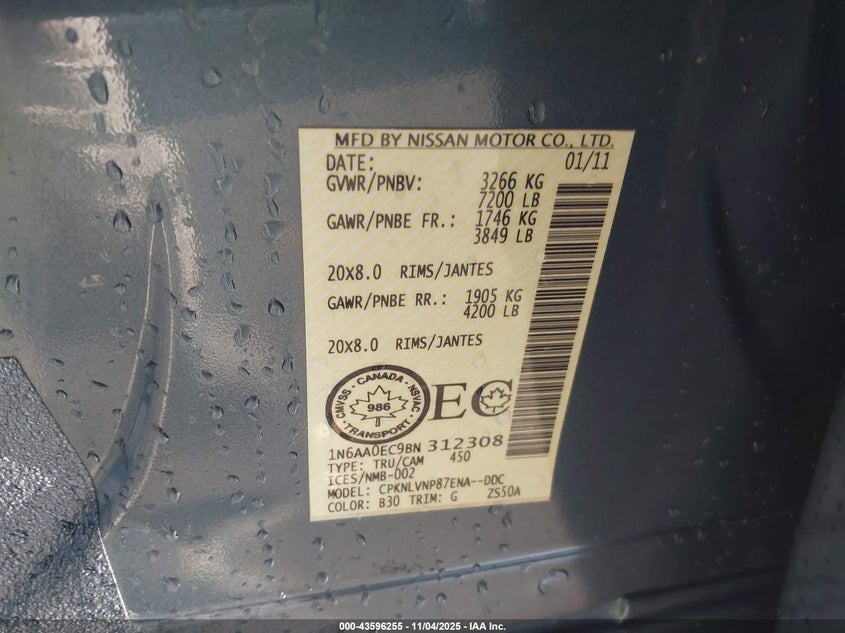 MFD BY NISSAN MOTOR CO., LTD.
DATE: 01/11
GVWR/PNBV: 3266 KG
7200 LB
GAWR/PNBE FR.: 1746 KG
3849 LB
20X8.0 RIMS/JANTES
GAWR/PNBE RR.: 1905 KG
4200 LB
20X8.0 RIMS/JANTES
CMVSS · CANADA · NSVAC · TRANSPORT ·
986
EC
1N6AA0EC9BN 312308
TYPE: TRU/CAM 450
ICES/NMB-002
MODEL: CPKNLVNP87ENA--DDC
COLOR: B30 TRIM: G ZS50A
000-43596255 - 11/04/2025 - IAA Inc.